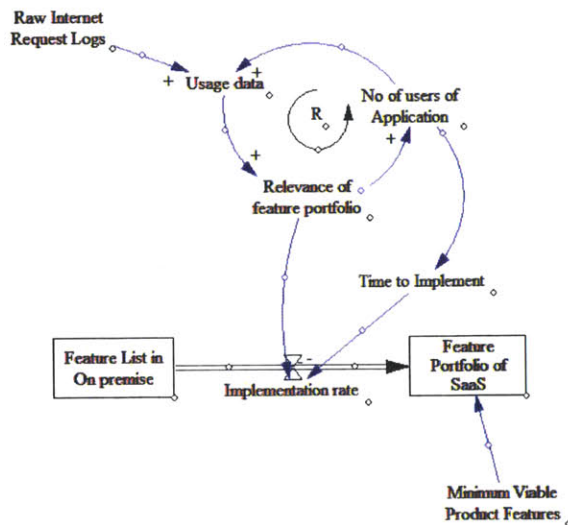 Raw Internet
Request Logs
+
Usage data
+
R
No of users of
Application
+
+
Relevance of
feature portfolio
Time to Implement
Feature List in
On premise
-
Implementation rate
Feature
Portfolio of
SaaS
Minimum Viable
Product Features